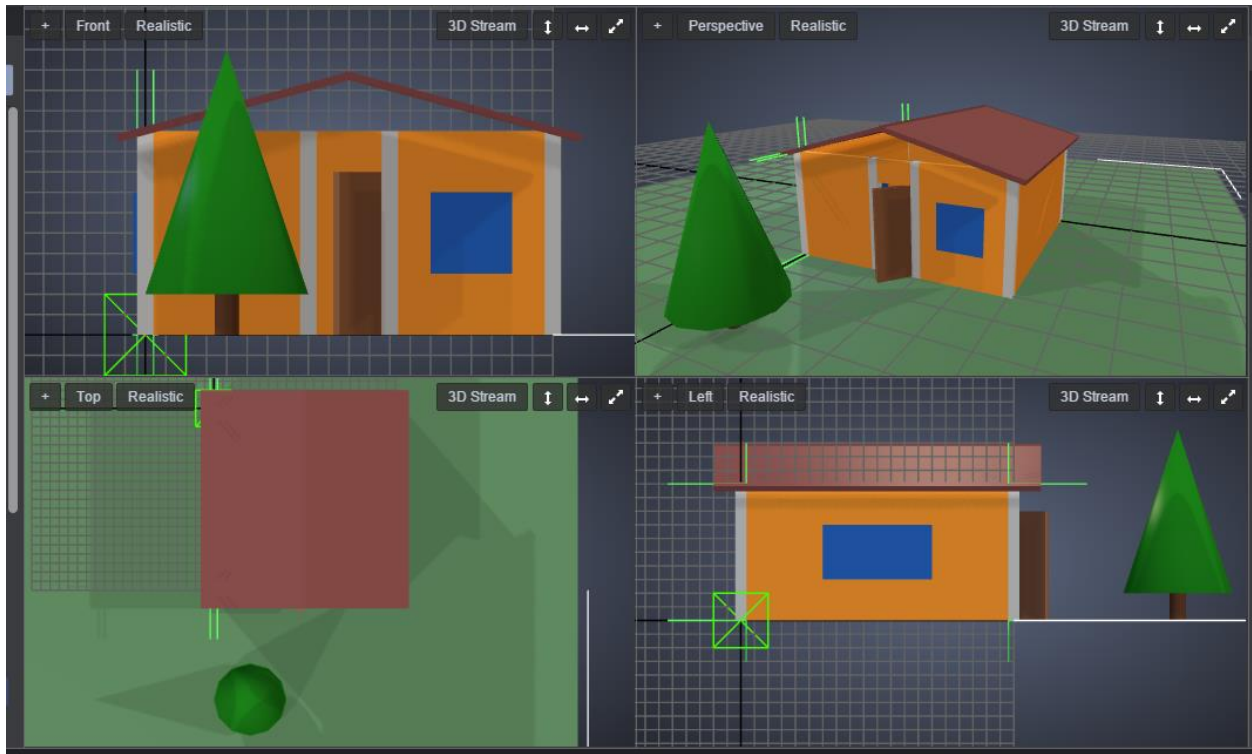 + Front Realistic 3D Stream
+ Perspective Realistic 3D Stream
+ Top Realistic 3D Stream
+ Left Realistic 3D Stream